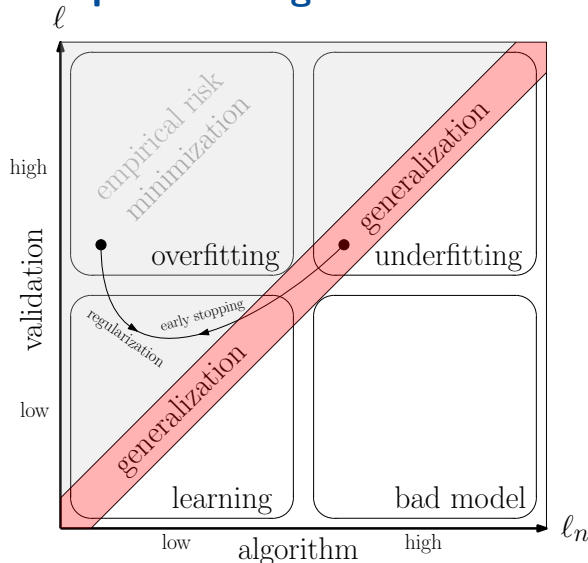 ℓ
empirical risk
minimization
generalization
high
overfitting
underfitting
validation
regularization
early stopping
generalization
low
learning
bad model
low
high
algorithm
ℓn